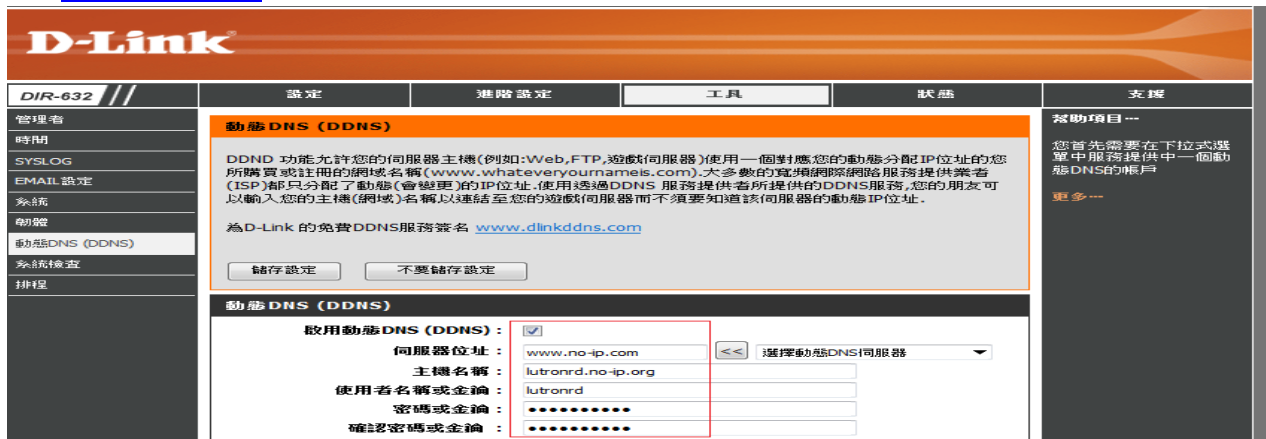 D-Link
DIR-632
設定
進階設定
工具
狀態
支援
管理者
時間
SYSLOG
EMAIL設定
系統
韌體
動態DNS (DDNS)
系統檢查
排程
動態DNS (DDNS)
DDND 功能允許您的伺服器主機(例如:Web,FTP,遊戲伺服器)使用一個對應您的動態分配IP位址的您
所購買或註冊的網域名稱(www.whateveryournameis.com).大多數的寬頻網際網路服務提供業者
(ISP)都只分配了動態(會變更)的IP位址.使用透過DDNS 服務提供者所提供的DDNS服務,您的朋友可
以輸入您的主機(網域)名稱以連結至您的遊戲伺服器而不須要知道該伺服器的動態IP位址.
為D-Link 的免費DDNS服務簽名 www.dlinkddns.com
儲存設定
不要儲存設定
動態DNS (DDNS)
啟用動態DNS (DDNS) :
伺服器位址 : www.no-ip.com << 選擇動態DNS伺服器
主機名稱 : lutronrd.no-ip.org
使用者名稱或金鑰 : lutronrd
密碼或金鑰 : ●●●●●●●●●●
確認密碼或金鑰 : ●●●●●●●●●●
幫助項目…
您首先需要在下拉式選
單中服務提供中一個動
態DNS的帳戶
更多…